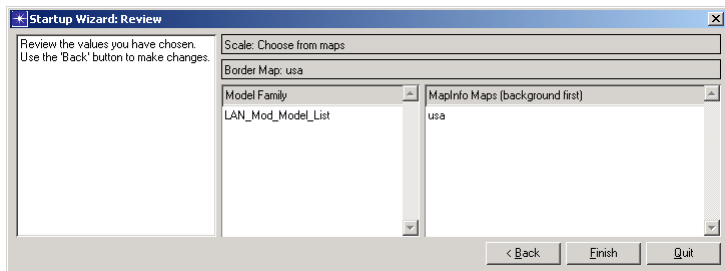 Startup Wizard: Review
Review the values you have chosen.
Use the 'Back' button to make changes.
Scale: Choose from maps
Border Map: usa
Model Family
LAN_Mod_Model_List
MapInfo Maps (background first)
usa
< Back
Finish
Quit